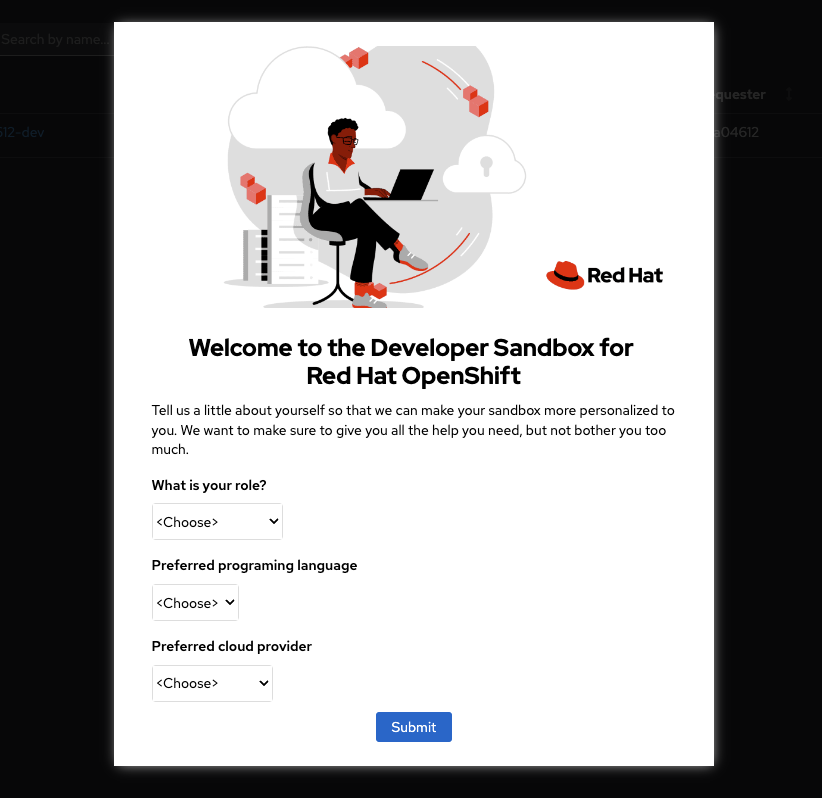 Search by name...
quester
612-dev
a04612
Red Hat
Welcome to the Developer Sandbox for
Red Hat OpenShift
Tell us a little about yourself so that we can make your sandbox more personalized to
you. We want to make sure to give you all the help you need, but not bother you too
much.
What is your role?
<Choose>
Preferred programing language
<Choose>
Preferred cloud provider
<Choose>
Submit